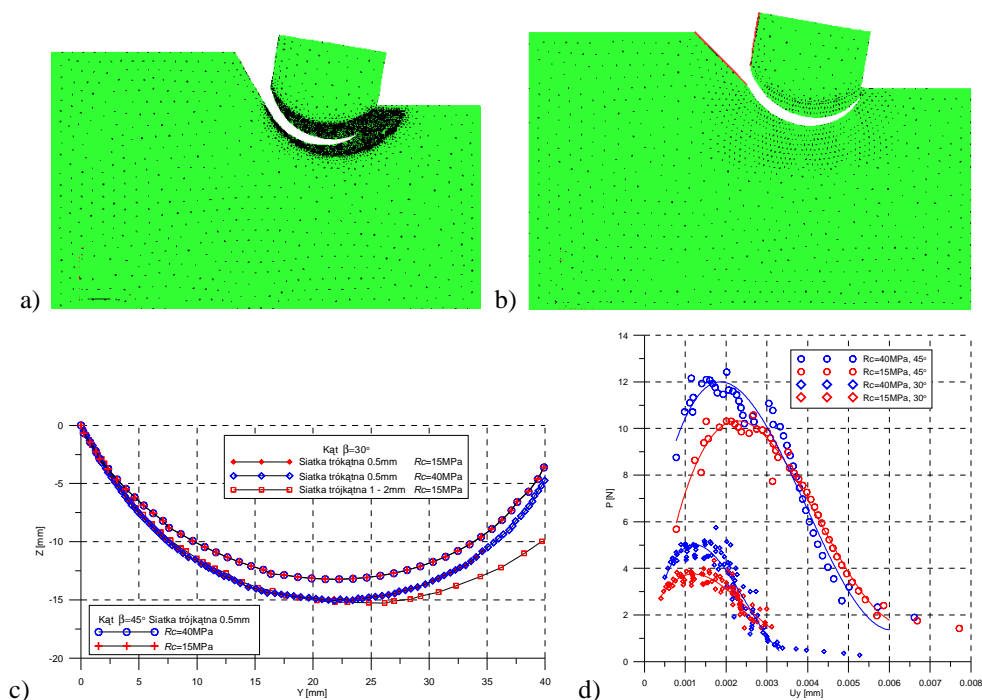 a)
b)
c)
0
-5
-10
-15
-20
Z [mm]
0 5 10 15 20 25 30 35 40
Y [mm]
Kąt β=30°
Siatka trókątna 0.5mm Rc=15MPa
Siatka trókątna 0.5mm Rc=40MPa
Siatka trójkątna 1 - 2mm Rc=15MPa
Kąt β=45° Siatka trójkątna 0.5mm
Rc=40MPa
Rc=15MPa
d)
14
12
10
8
6
4
2
0
P [N]
0 0.001 0.002 0.003 0.004 0.005 0.006 0.007 0.008
Uy [mm]
Rc=40MPa, 45°
Rc=15MPa, 45°
Rc=40MPa, 30°
Rc=15MPa, 30°